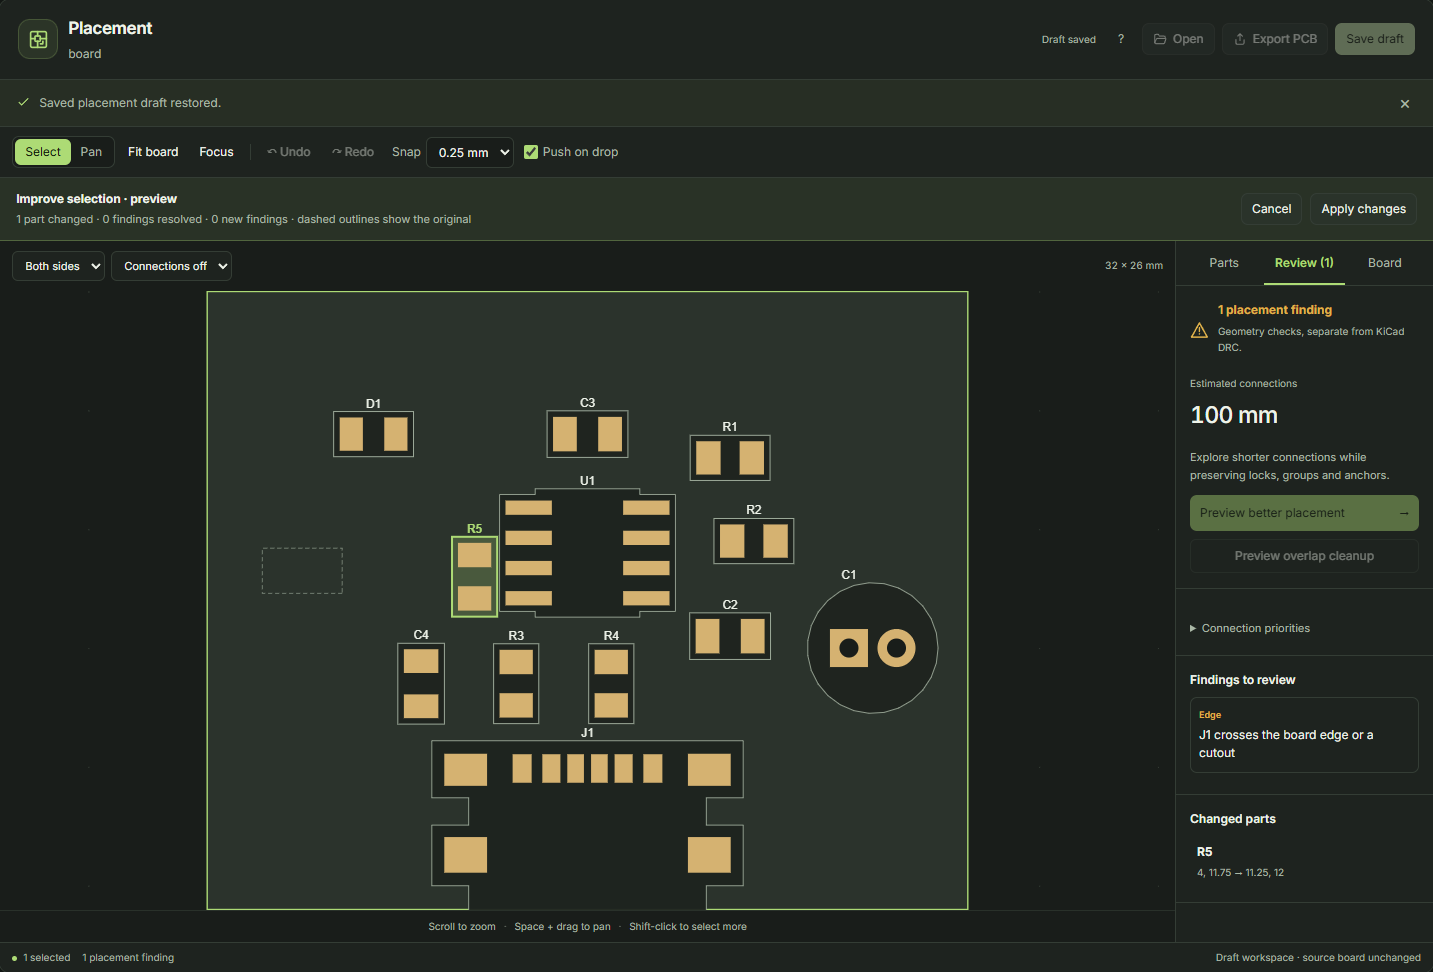 Placement
board
Draft saved
?
Open
Export PCB
Save draft
Saved placement draft restored.
Select
Pan
Fit board
Focus
Undo
Redo
Snap
0.25 mm
Push on drop
Improve selection · preview
1 part changed · 0 findings resolved · 0 new findings · dashed outlines show the original
Cancel
Apply changes
Both sides
Connections off
32 × 26 mm
D1
C3
R1
U1
R2
R5
C1
C2
C4
R3
R4
J1
Scroll to zoom · Space + drag to pan · Shift-click to select more
Parts
Review (1)
Board
1 placement finding
Geometry checks, separate from KiCad
DRC.
Estimated connections
100 mm
Explore shorter connections while
preserving locks, groups and anchors.
Preview better placement →
Preview overlap cleanup
Connection priorities
Findings to review
Edge
J1 crosses the board edge or a
cutout
Changed parts
R5
4, 11.75 → 11.25, 12
1 selected
1 placement finding
Draft workspace · source board unchanged